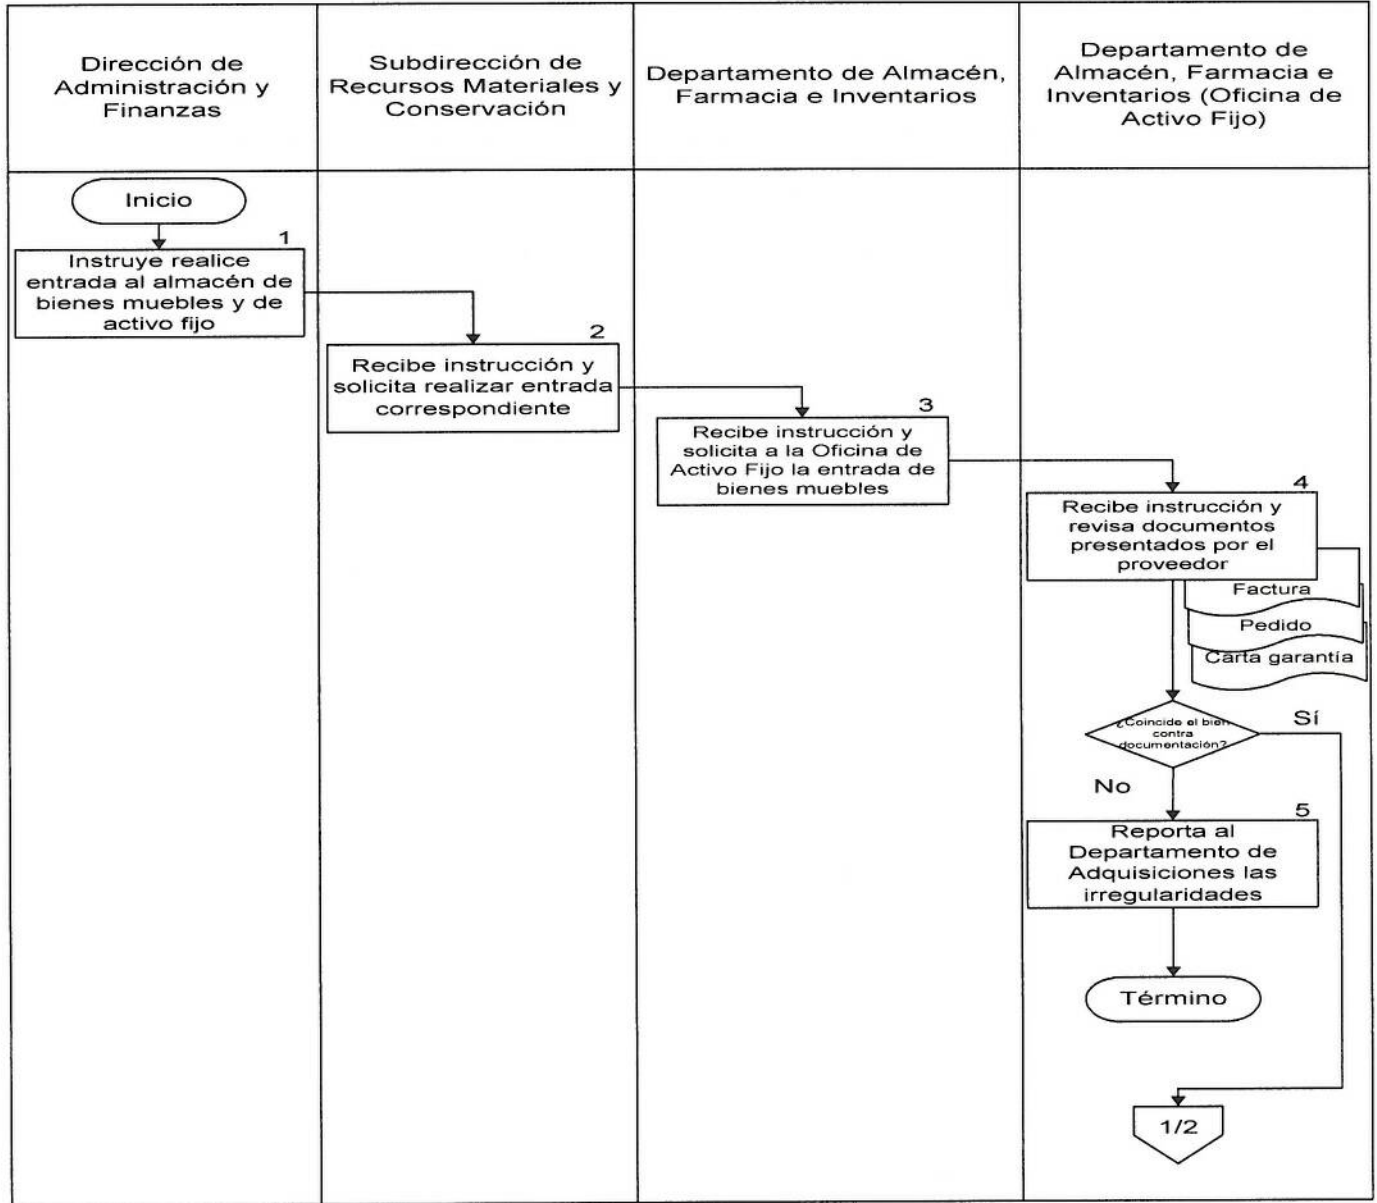 Dirección de
Administración y
Finanzas
Subdirección de
Recursos Materiales y
Conservación
Departamento de Almacén,
Farmacia e Inventarios
Departamento de
Almacén, Farmacia e
Inventarios (Oficina de
Activo Fijo)
Inicio
1
Instruye realice
entrada al almacén de
bienes muebles y de
activo fijo
2
Recibe instrucción y
solicita realizar entrada
correspondiente
3
Recibe instrucción y
solicita a la Oficina de
Activo Fijo la entrada de
bienes muebles
4
Recibe instrucción y
revisa documentos
presentados por el
proveedor
Factura
Pedido
Carta garantía
¿Coincide el bien
contra
documentación?
Sí
No
5
Reporta al
Departamento de
Adquisiciones las
irregularidades
Término
1/2